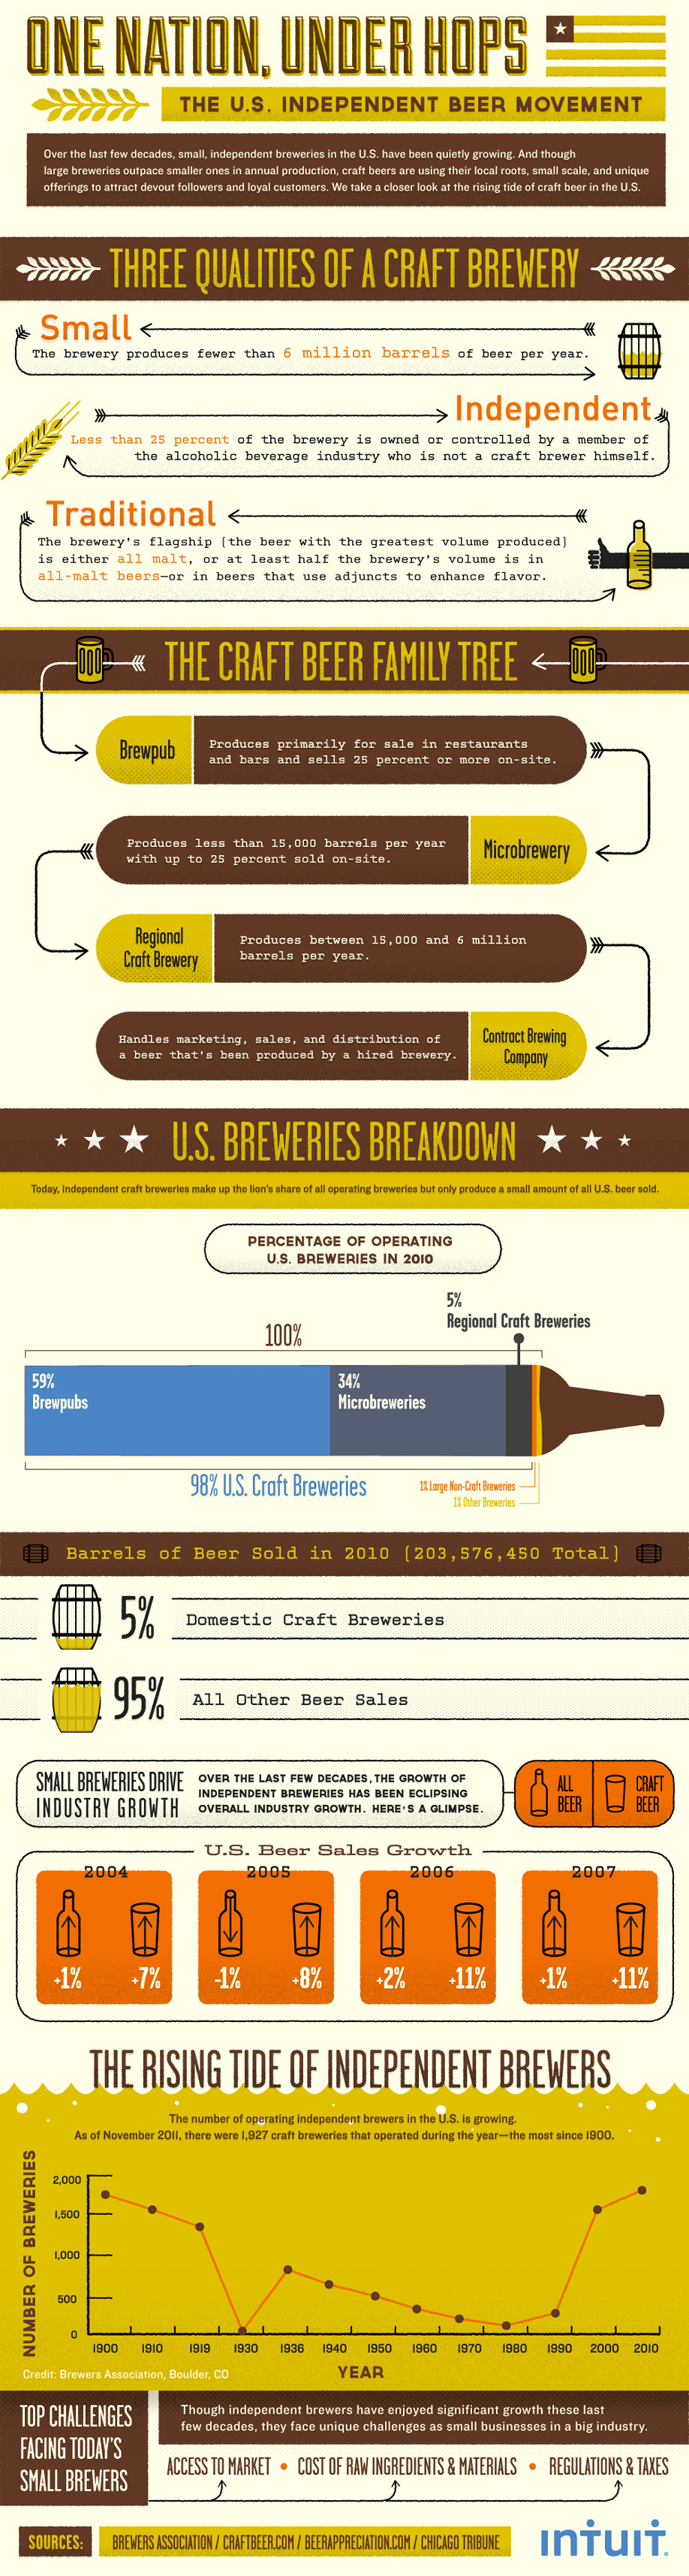 ONE NATION, UNDER HOPS
THE U.S. INDEPENDENT BEER MOVEMENT
Over the last few decades, small, independent breweries in the U.S. have been quietly growing. And though
large breweries outpace smaller ones in annual production, craft beers are using their local roots, small scale, and unique
offerings to attract devout followers and loyal customers. We take a closer look at the rising tide of craft beer in the U.S.
THREE QUALITIES OF A CRAFT BREWERY
Small
The brewery produces fewer than 6 million barrels of beer per year.
Independent
Less than 25 percent of the brewery is owned or controlled by a member of
the alcoholic beverage industry who is not a craft brewer himself.
Traditional
The brewery's flagship (the beer with the greatest volume produced)
is either all malt, or at least half the brewery's volume is in
all-malt beers—or in beers that use adjuncts to enhance flavor.
THE CRAFT BEER FAMILY TREE
Brewpub
Produces primarily for sale in restaurants
and bars and sells 25 percent or more on-site.
Produces less than 15,000 barrels per year
with up to 25 percent sold on-site.
Microbrewery
Regional
Craft Brewery
Produces between 15,000 and 6 million
barrels per year.
Handles marketing, sales, and distribution of
a beer that's been produced by a hired brewery.
Contract Brewing
Company
U.S. BREWERIES BREAKDOWN
Today, independent craft breweries make up the lion's share of all operating breweries but only produce a small amount of all U.S. beer sold.
PERCENTAGE OF OPERATING
U.S. BREWERIES IN 2010
5%
Regional Craft Breweries
100%
59%
Brewpubs
34%
Microbreweries
98% U.S. Craft Breweries
1% Large Non-Craft Breweries
1% Other Breweries
Barrels of Beer Sold in 2010 (203,576,450 Total)
5%
Domestic Craft Breweries
95%
All Other Beer Sales
SMALL BREWERIES DRIVE
INDUSTRY GROWTH
OVER THE LAST FEW DECADES, THE GROWTH OF
INDEPENDENT BREWERIES HAS BEEN ECLIPSING
OVERALL INDUSTRY GROWTH. HERE'S A GLIMPSE.
ALL
BEER
CRAFT
BEER
U.S. Beer Sales Growth
2004
2005
2006
2007
+1%
+7%
-1%
+8%
+2%
+11%
+1%
+11%
THE RISING TIDE OF INDEPENDENT BREWERS
The number of operating independent brewers in the U.S. is growing.
As of November 2011, there were 1,927 craft breweries that operated during the year—the most since 1900.
NUMBER OF BREWERIES
2,000
1,500
1,000
500
0
1900 1910 1919 1930 1936 1940 1950 1960 1970 1980 1990 2000 2010
YEAR
Credit: Brewers Association, Boulder, CO
TOP CHALLENGES
FACING TODAY'S
SMALL BREWERS
Though independent brewers have enjoyed significant growth these last
few decades, they face unique challenges as small businesses in a big industry.
ACCESS TO MARKET • COST OF RAW INGREDIENTS & MATERIALS • REGULATIONS & TAXES
SOURCES:
BREWERS ASSOCIATION / CRAFTBEER.COM / BEERAPPRECIATION.COM / CHICAGO TRIBUNE
intuit